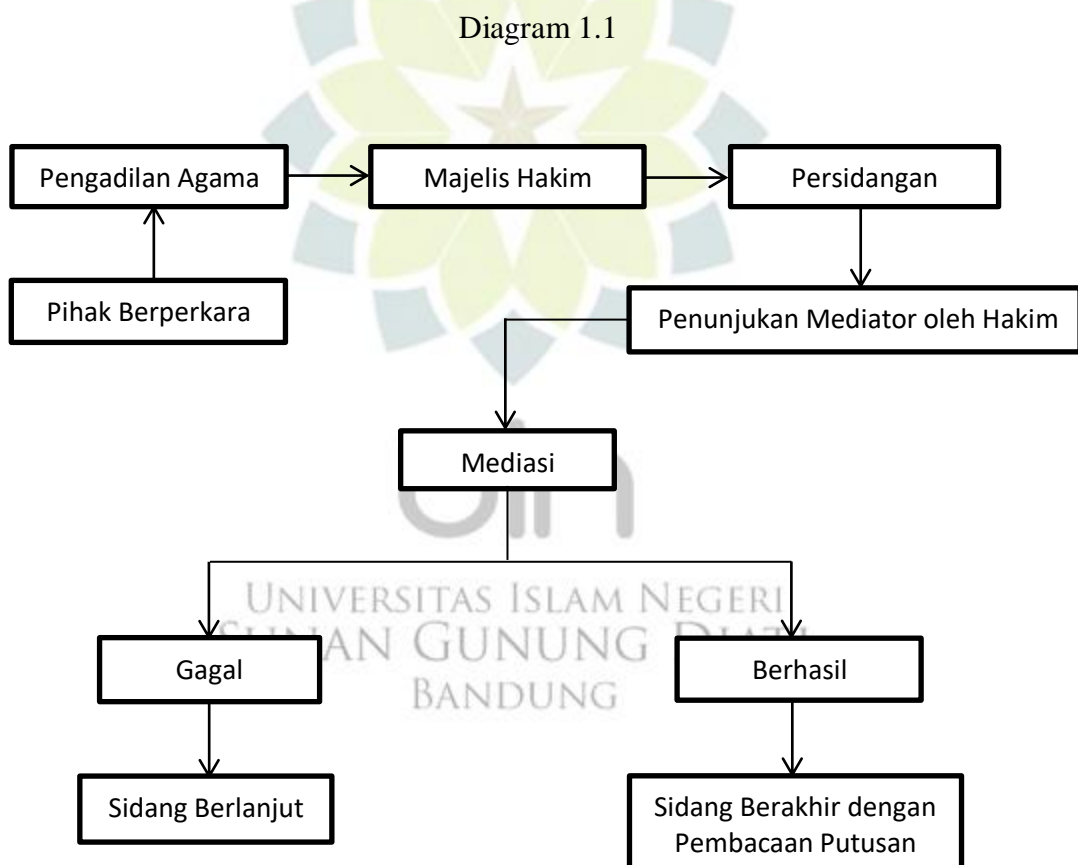 Diagram 1.1
Pengadilan Agama
Majelis Hakim
Persidangan
Pihak Berperkara
Penunjukan Mediator oleh Hakim
Mediasi
uin
UNIVERSITAS ISLAM NEGERI
SUNAN GUNUNG DJATI
BANDUNG
Gagal
Berhasil
Sidang Berlanjut
Sidang Berakhir dengan
Pembacaan Putusan